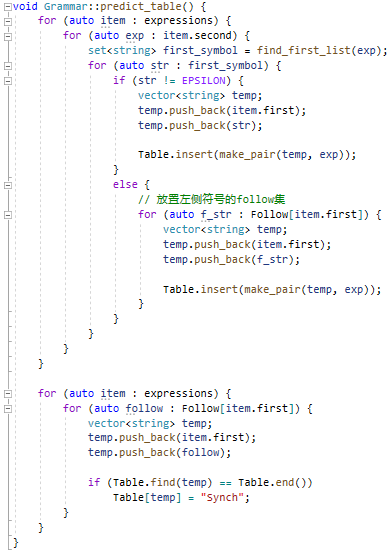 void Grammar::predict_table() {
    for (auto item : expressions) {
        for (auto exp : item.second) {
            set<string> first_symbol = find_first_list(exp);
            for (auto str : first_symbol) {
                if (str != EPSILON) {
                    vector<string> temp;
                    temp.push_back(item.first);
                    temp.push_back(str);

                    Table.insert(make_pair(temp, exp));
                }
                else {
                    // 放置左侧符号的follow集
                    for (auto f_str : Follow[item.first]) {
                        vector<string> temp;
                        temp.push_back(item.first);
                        temp.push_back(f_str);

                        Table.insert(make_pair(temp, exp));
                    }
                }
            }
        }
    }

    for (auto item : expressions) {
        for (auto follow : Follow[item.first]) {
            vector<string> temp;
            temp.push_back(item.first);
            temp.push_back(follow);

            if (Table.find(temp) == Table.end())
                Table[temp] = "Synch";
        }
    }
}